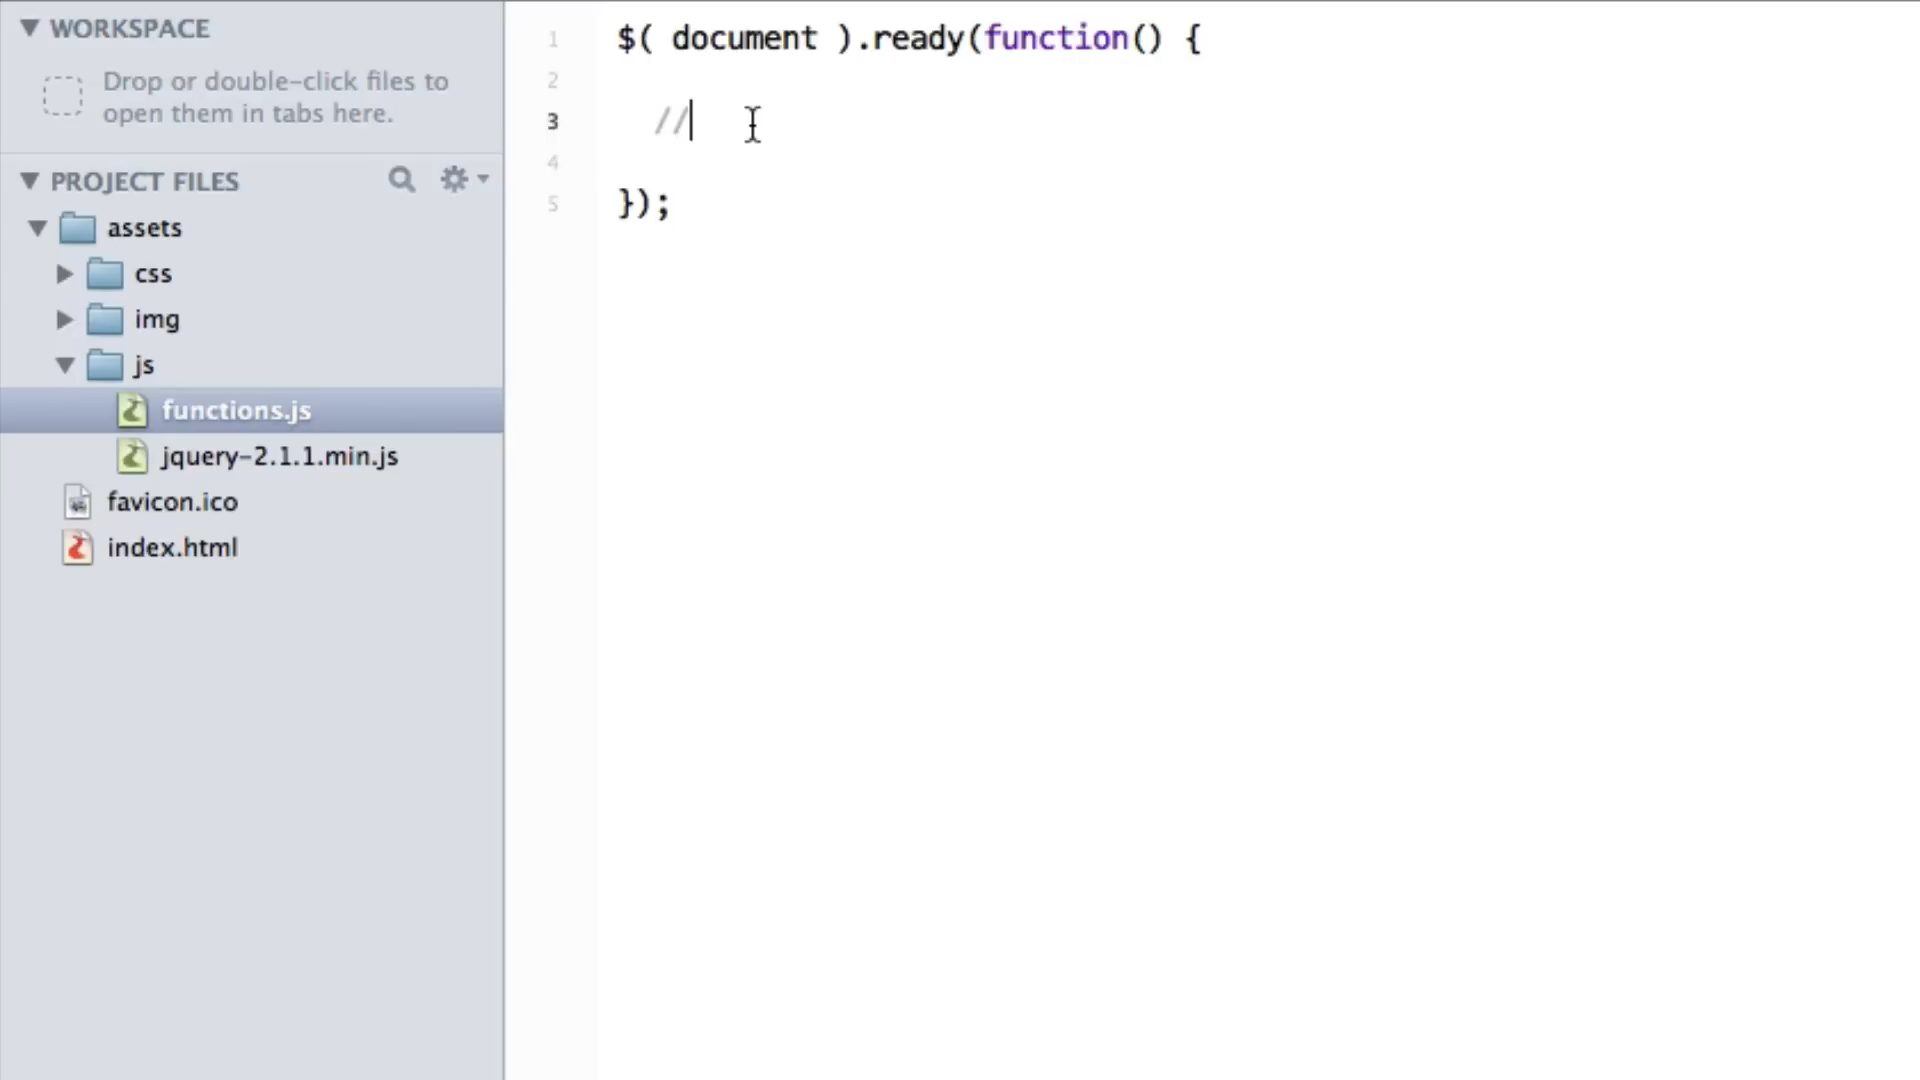 WORKSPACE
Drop or double-click files to
open them in tabs here.
PROJECT FILES
assets
css
img
js
functions.js
jquery-2.1.1.min.js
favicon.ico
index.html
1 $( document ).ready(function() {
2
3 //
4
5 });